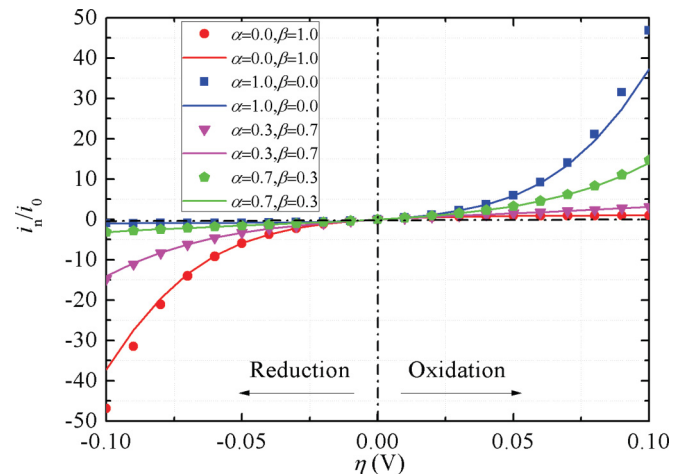 50
40
30
20
10
0
-10
-20
-30
-40
-50
iₙ/i₀
α=0.0,β=1.0
α=0.0,β=1.0
α=1.0,β=0.0
α=1.0,β=0.0
α=0.3,β=0.7
α=0.3,β=0.7
α=0.7,β=0.3
α=0.7,β=0.3
Reduction Oxidation
-0.10 -0.05 0.00 0.05 0.10
η (V)